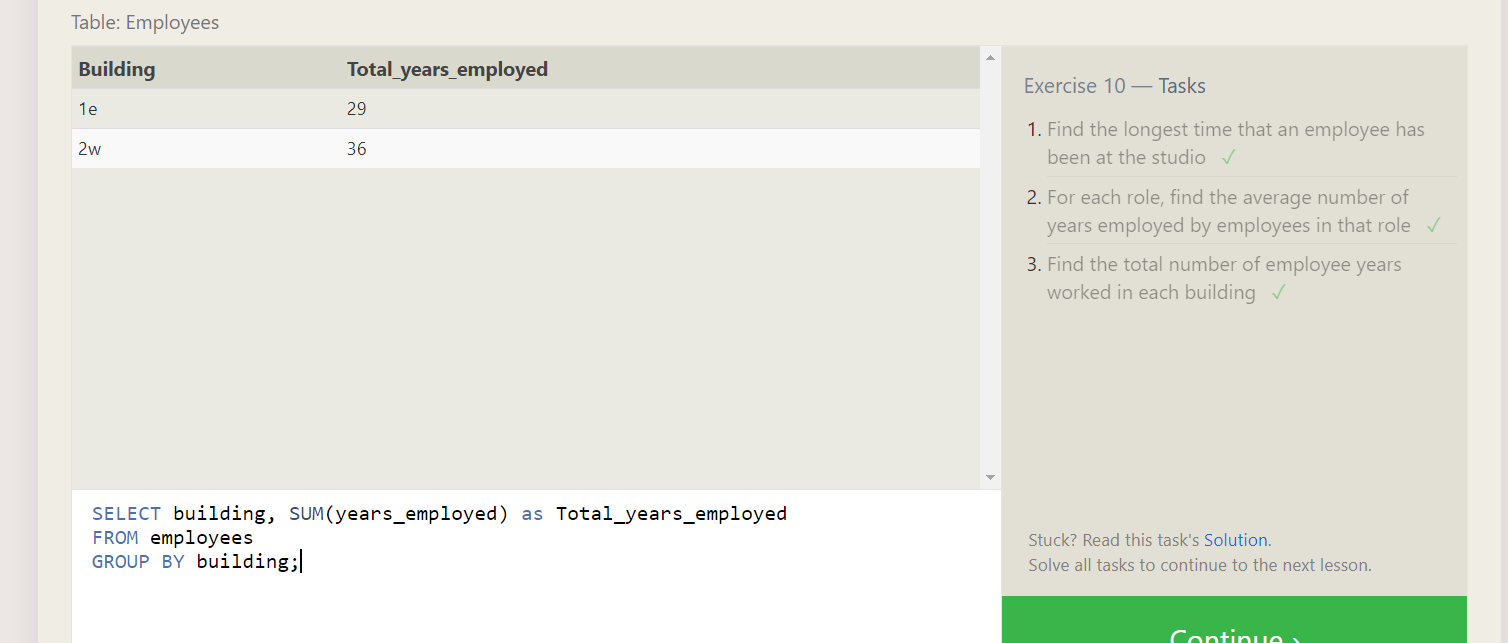 Table: Employees
Building Total_years_employed
1e 29
2w 36
Exercise 10 — Tasks
1. Find the longest time that an employee has
been at the studio ✓
2. For each role, find the average number of
years employed by employees in that role ✓
3. Find the total number of employee years
worked in each building ✓
SELECT building, SUM(years_employed) as Total_years_employed
FROM employees
GROUP BY building;
Stuck? Read this task's Solution.
Solve all tasks to continue to the next lesson.
Continue ›